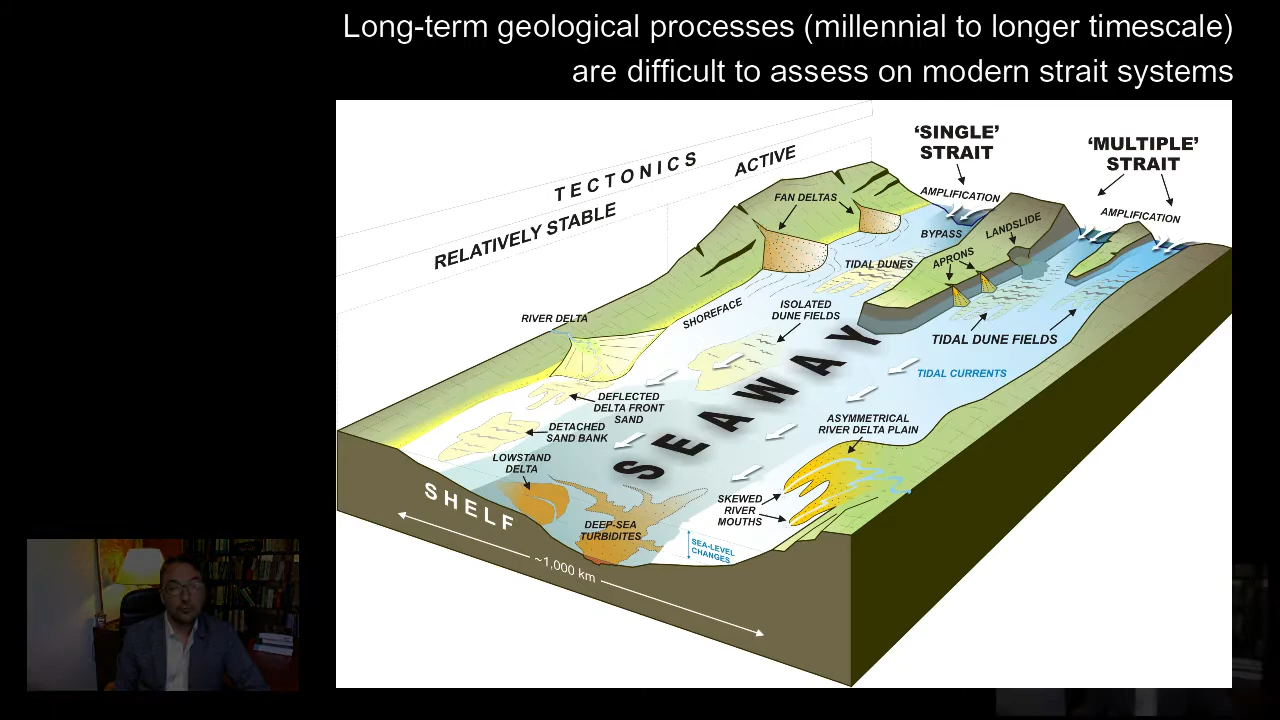 Long-term geological processes (millennial to longer timescale)
are difficult to assess on modern strait systems
TECTONICS
ACTIVE
RELATIVELY STABLE
‘SINGLE’
STRAIT
‘MULTIPLE’
STRAIT
AMPLIFICATION
AMPLIFICATION
FAN DELTAS
BYPASS
LANDSLIDE
APRONS
TIDAL DUNES
ISOLATED
DUNE FIELDS
SHOREFACE
RIVER DELTA
TIDAL DUNE FIELDS
SEAWAY
TIDAL CURRENTS
DEFLECTED
DELTA FRONT
SAND
DETACHED
SAND BANK
ASYMMETRICAL
RIVER DELTA PLAIN
LOWSTAND
DELTA
SHELF
SKEWED
RIVER
MOUTHS
DEEP-SEA
TURBIDITES
SEA-LEVEL
CHANGES
~1,000 km